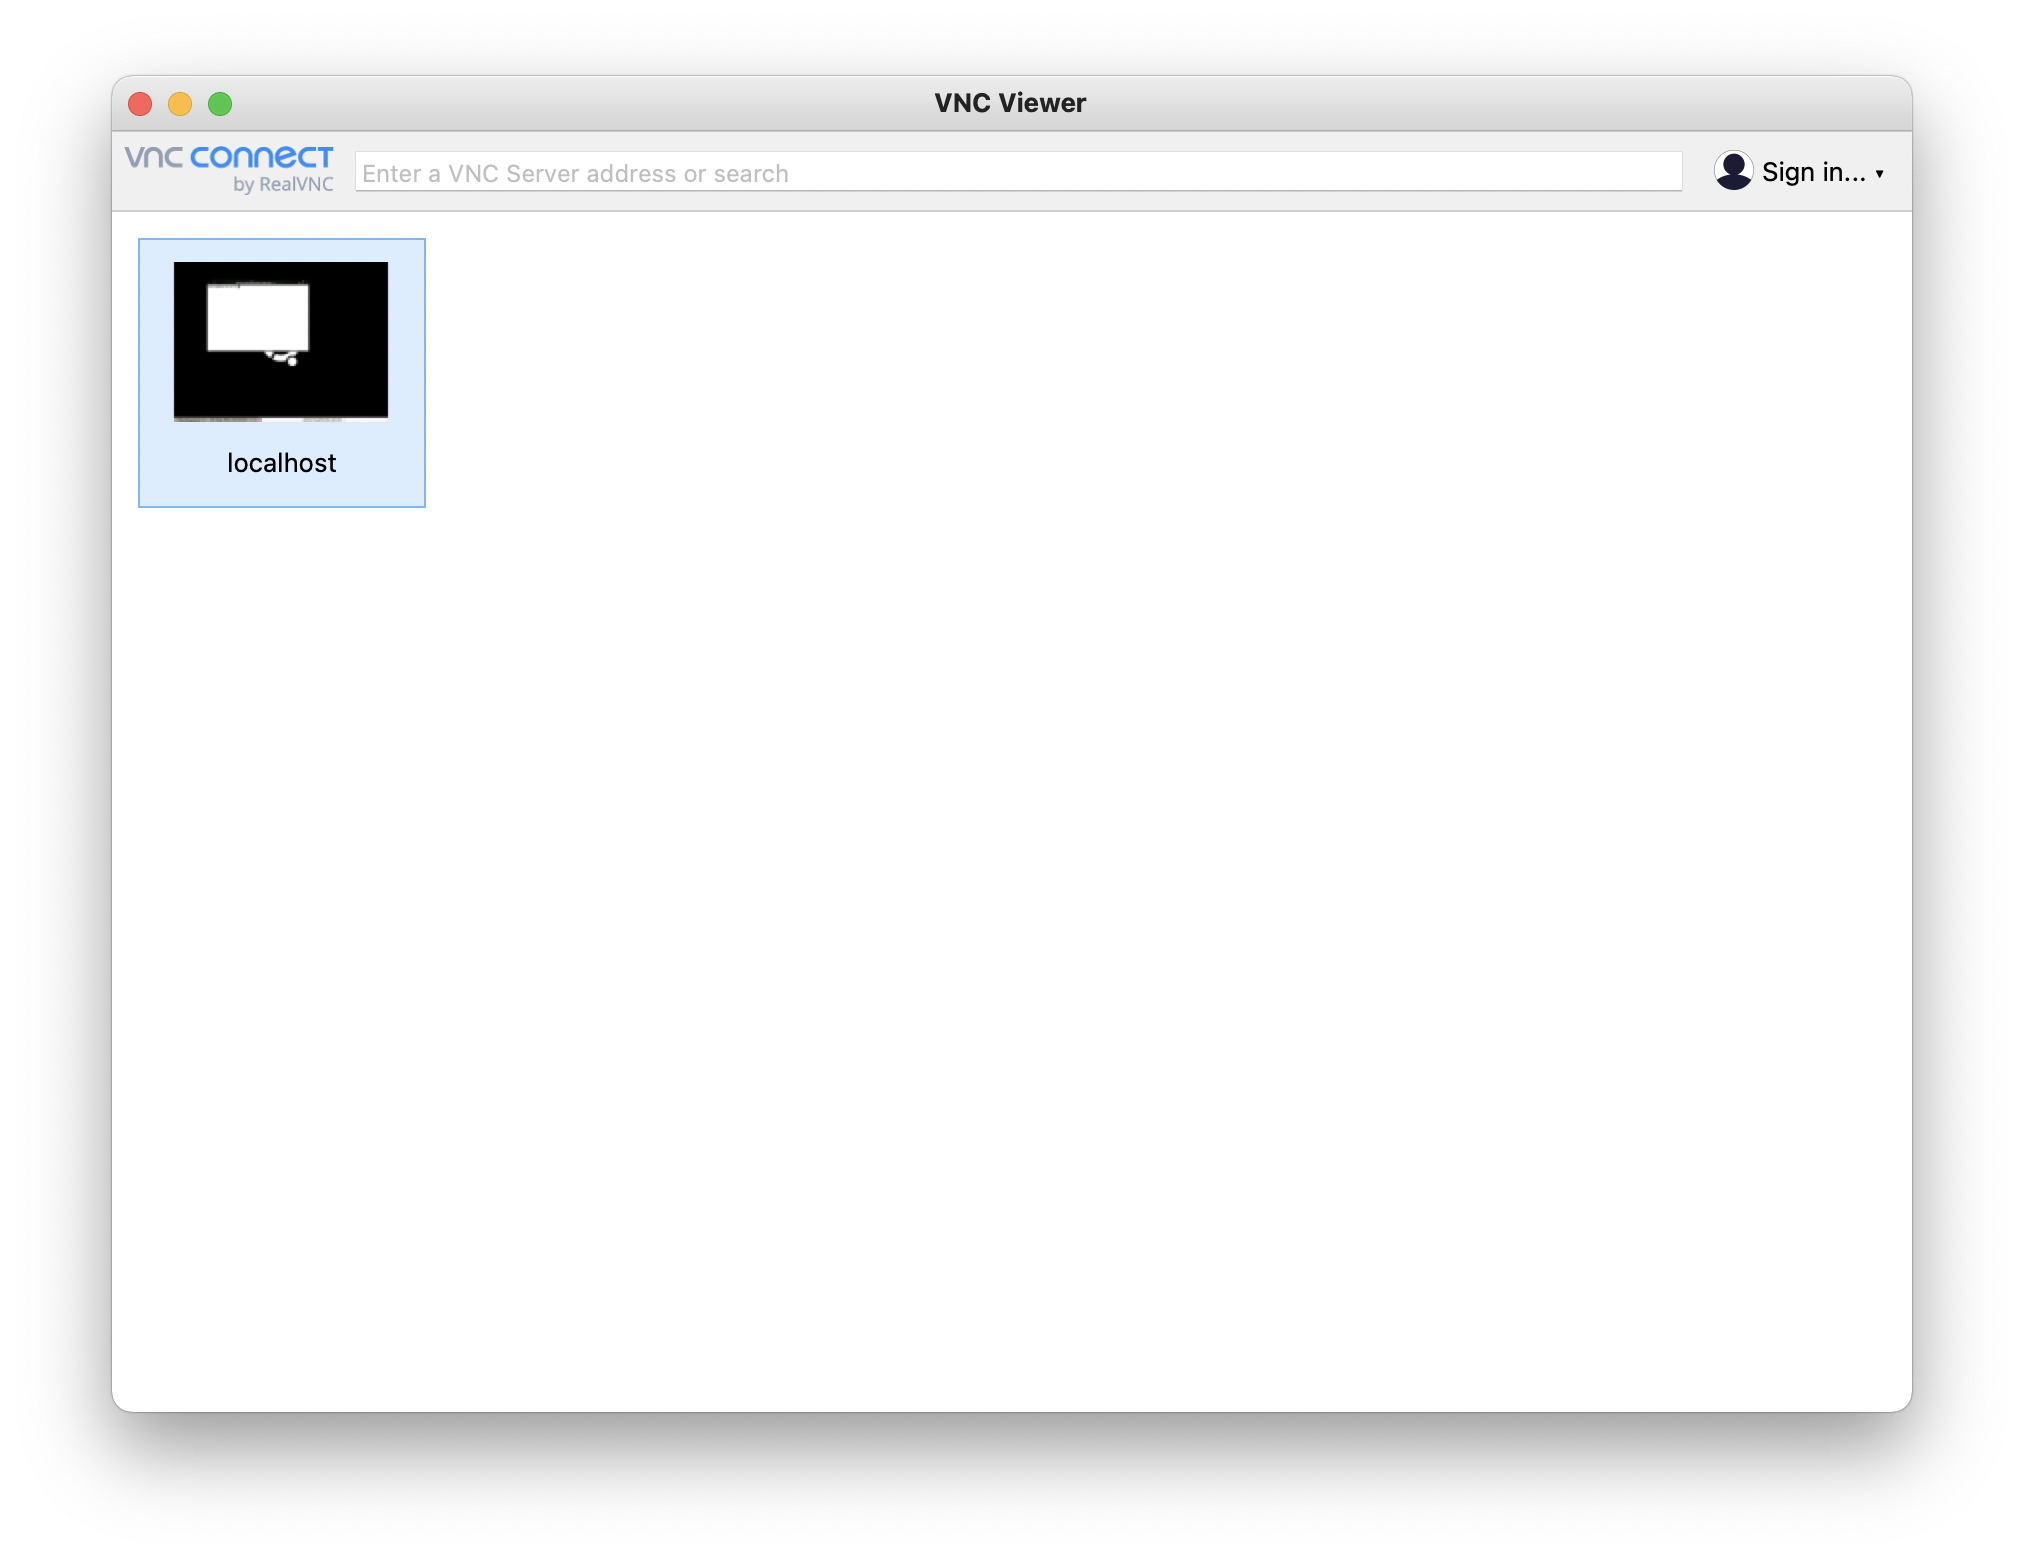 VNC Viewer
vnc connect
by RealVNC
Enter a VNC Server address or search
Sign in...
localhost